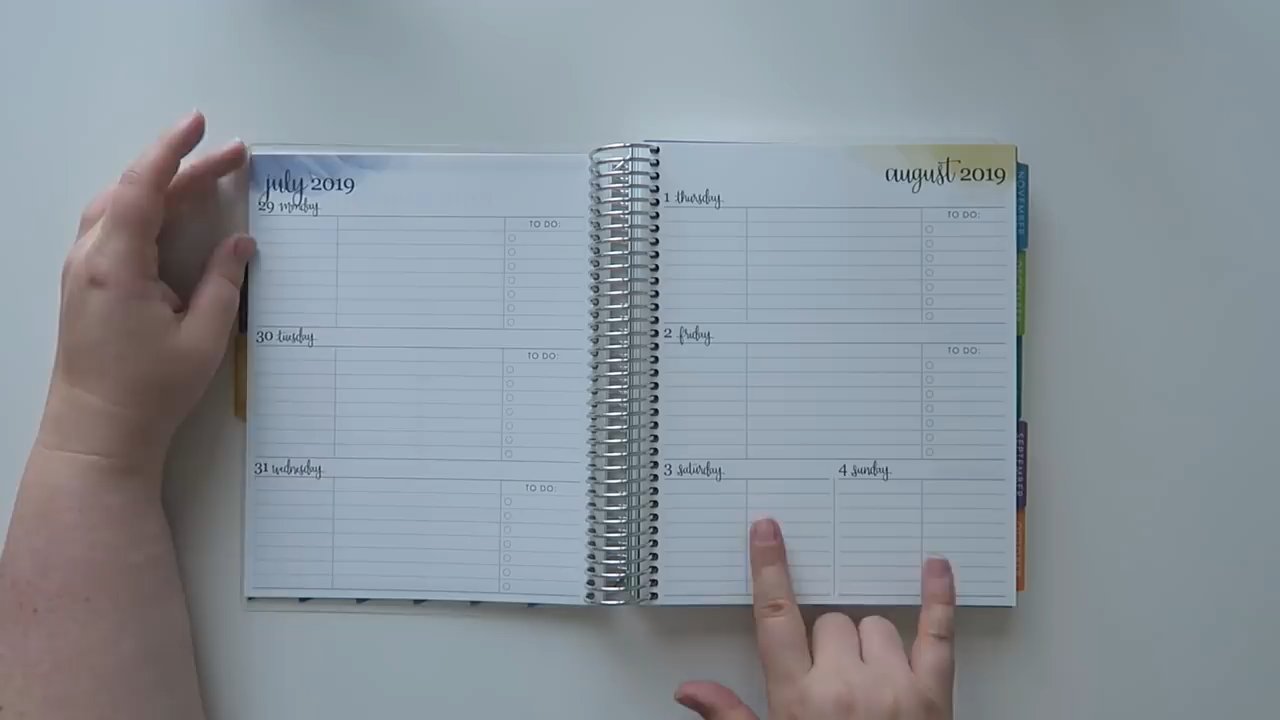 july 2019
29 monday
TO DO:
30 tuesday
TO DO:
31 wednesday
TO DO:
august 2019
1 thursday
TO DO:
2 friday
TO DO:
3 saturday
4 sunday
NOVEMBER
SEPTEMBER